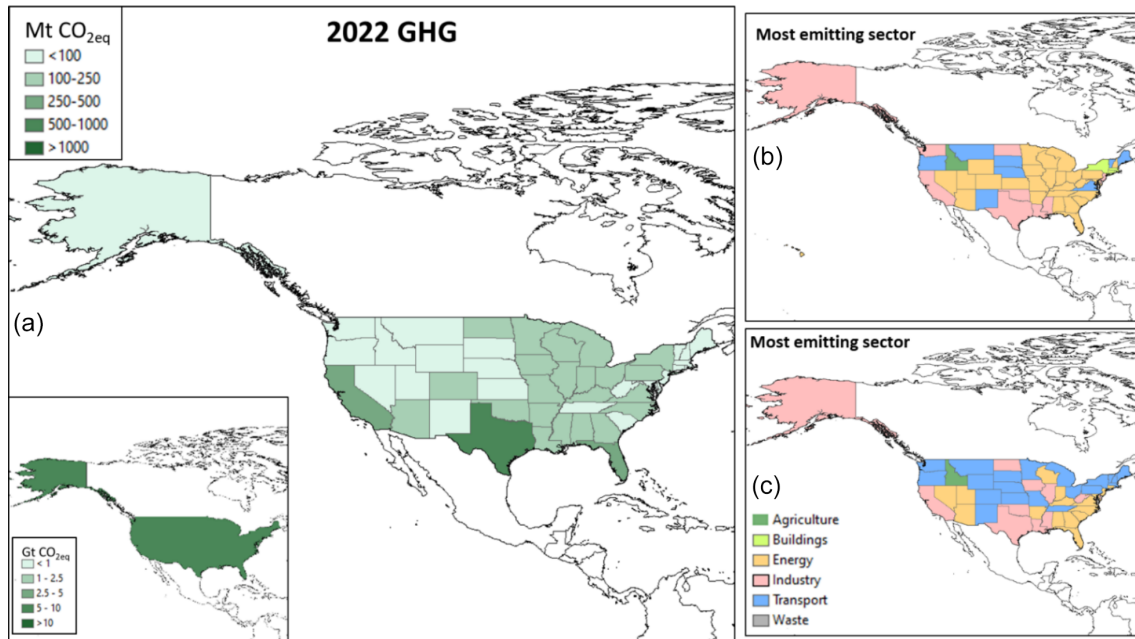 Mt CO2eq
<100
100-250
250-500
500-1000
>1000
2022 GHG
(a)
Gt CO2eq
< 1
1 - 2.5
2.5 - 5
5 - 10
>10
Most emitting sector
(b)
Most emitting sector
(c)
Agriculture
Buildings
Energy
Industry
Transport
Waste